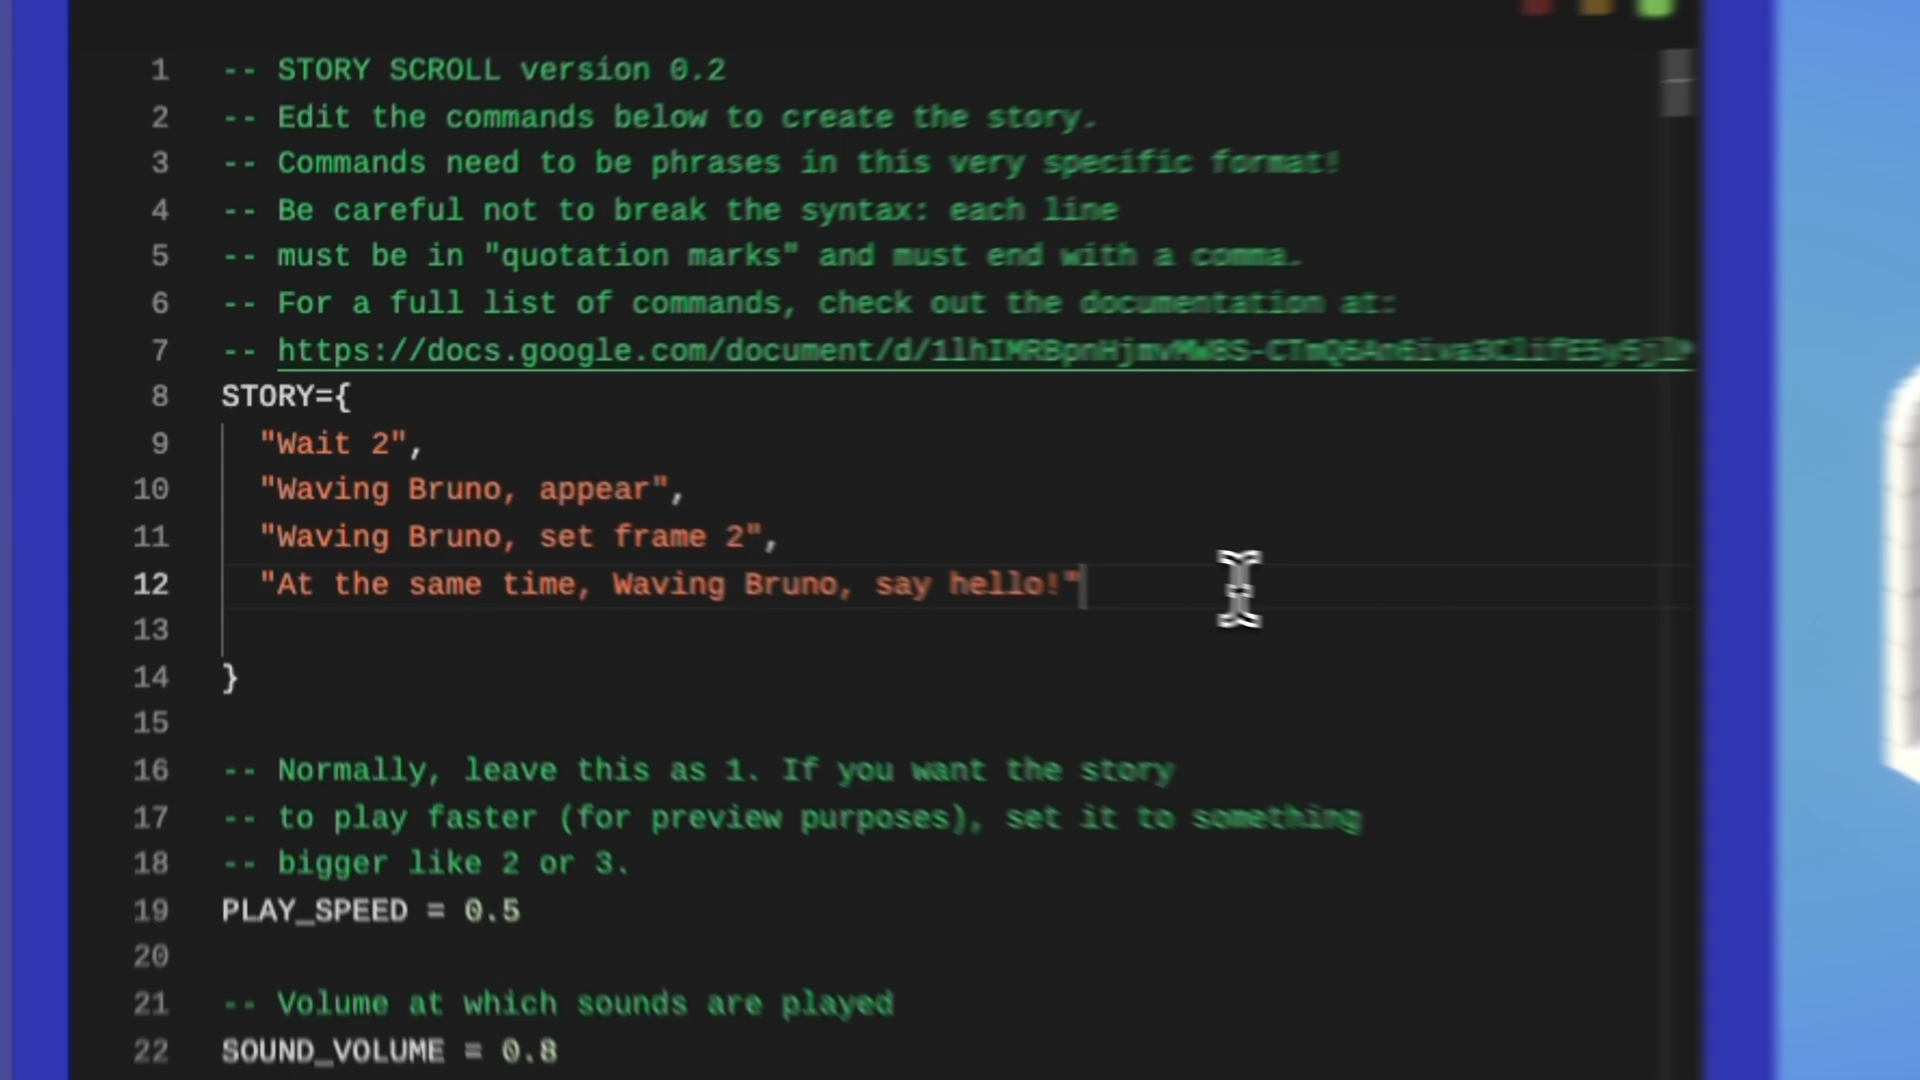 1 -- STORY SCROLL version 0.2
2 -- Edit the commands below to create the story.
3 -- Commands need to be phrases in this very specific format!
4 -- Be careful not to break the syntax: each line
5 -- must be in "quotation marks" and must end with a comma.
6 -- For a full list of commands, check out the documentation at:
7 -- https://docs.google.com/document/d/
8 STORY={
9 "Wait 2",
10 "Waving Bruno, appear",
11 "Waving Bruno, set frame 2",
12 "At the same time, Waving Bruno, say hello!"
13
14 }
15
16 -- Normally, leave this as 1. If you want the story
17 -- to play faster (for preview purposes), set it to something
18 -- bigger like 2 or 3.
19 PLAY_SPEED = 0.5
20
21 -- Volume at which sounds are played
22 SOUND_VOLUME = 0.8